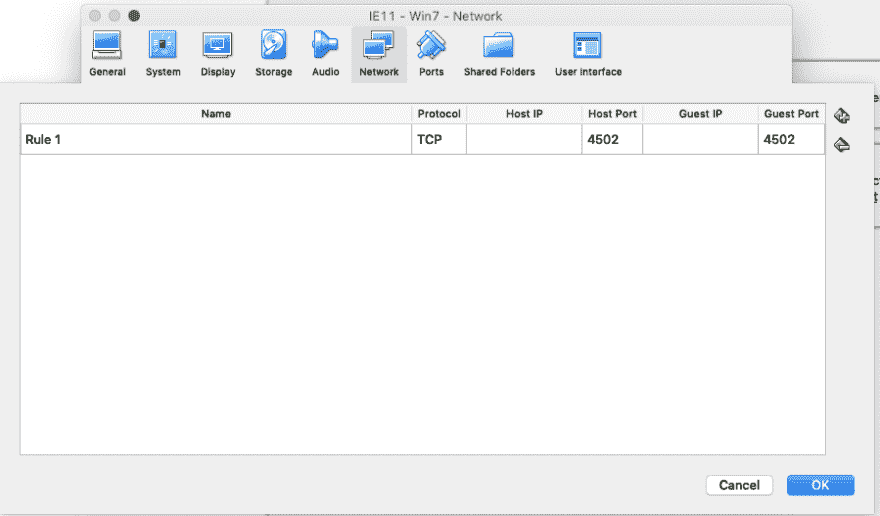 IE11 - Win7 - Network
General System Display Storage Audio Network Ports Shared Folders User Interface
Name Protocol Host IP Host Port Guest IP Guest Port
Rule 1 TCP 4502 4502
Cancel OK